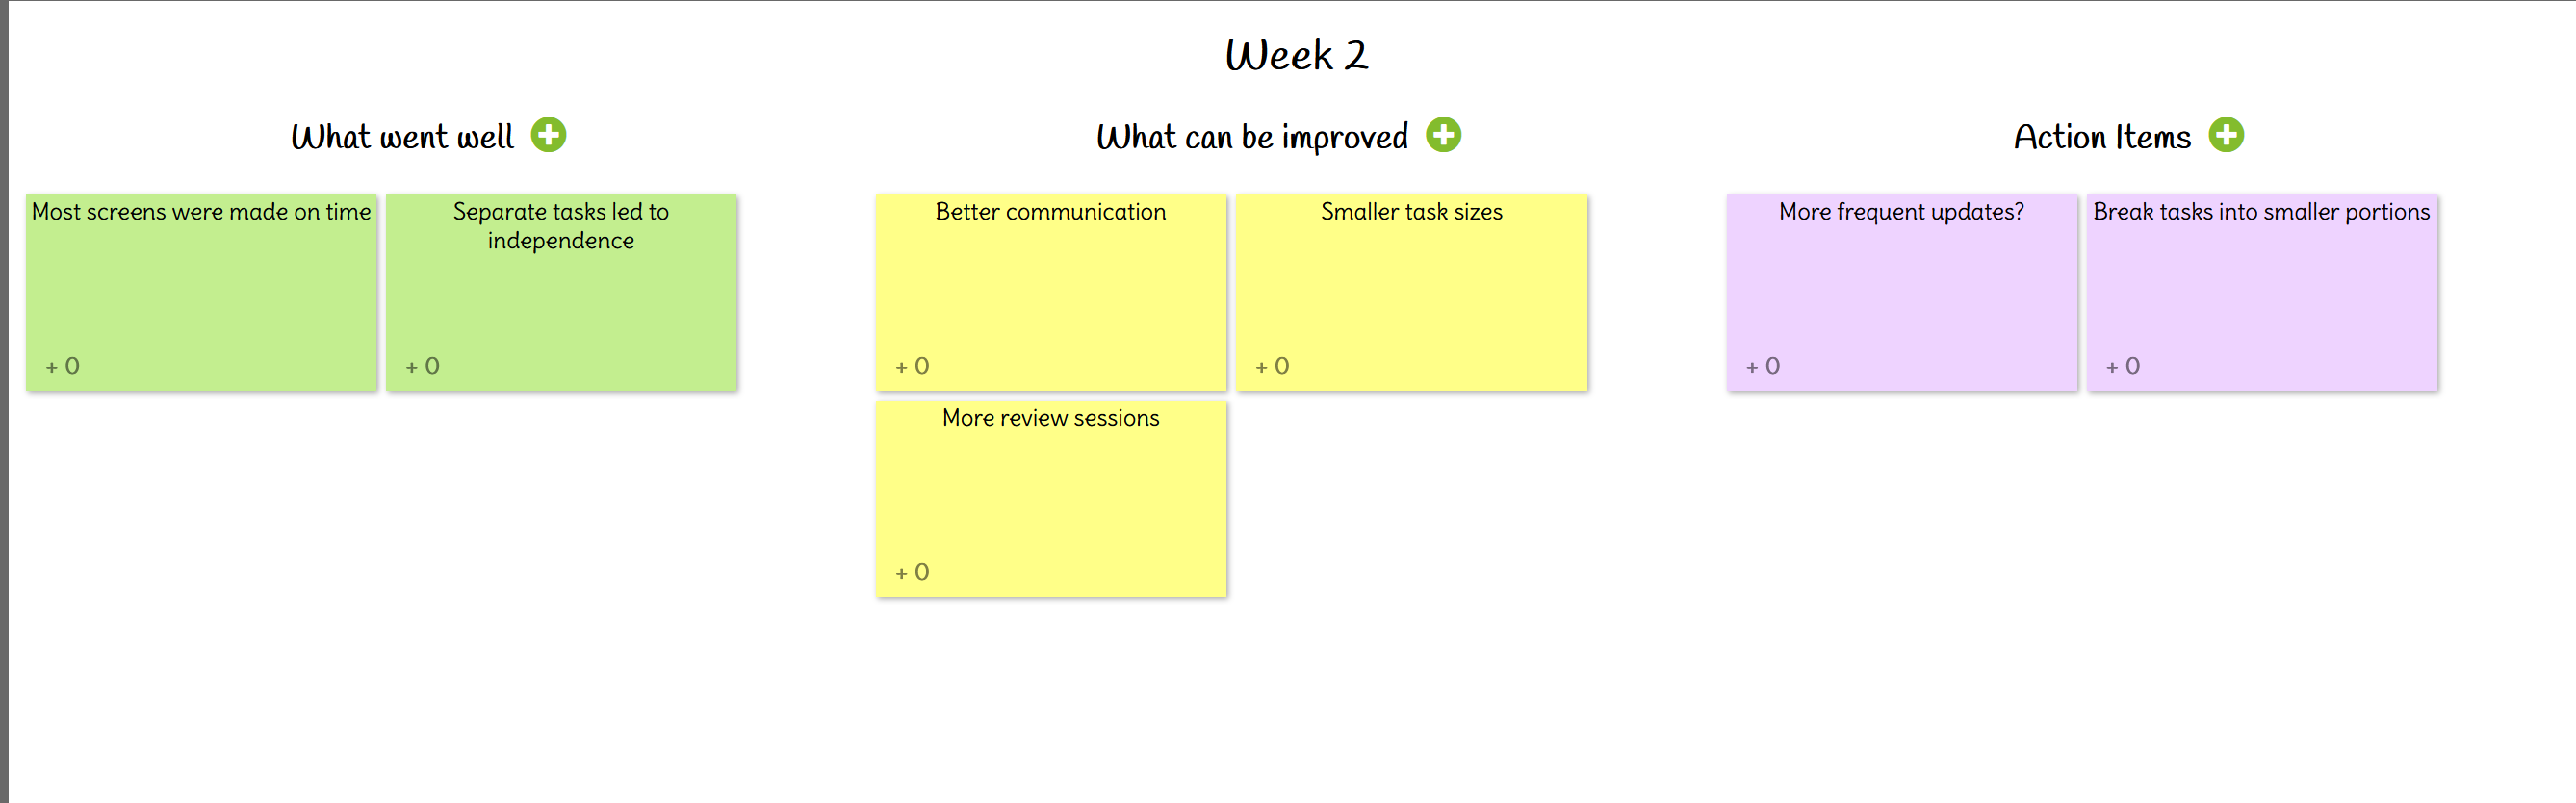 Week 2
What went well
Most screens were made on time
+ 0
Separate tasks led to
independence
+ 0
What can be improved
Better communication
+ 0
Smaller task sizes
+ 0
More review sessions
+ 0
Action Items
More frequent updates?
+ 0
Break tasks into smaller portions
+ 0